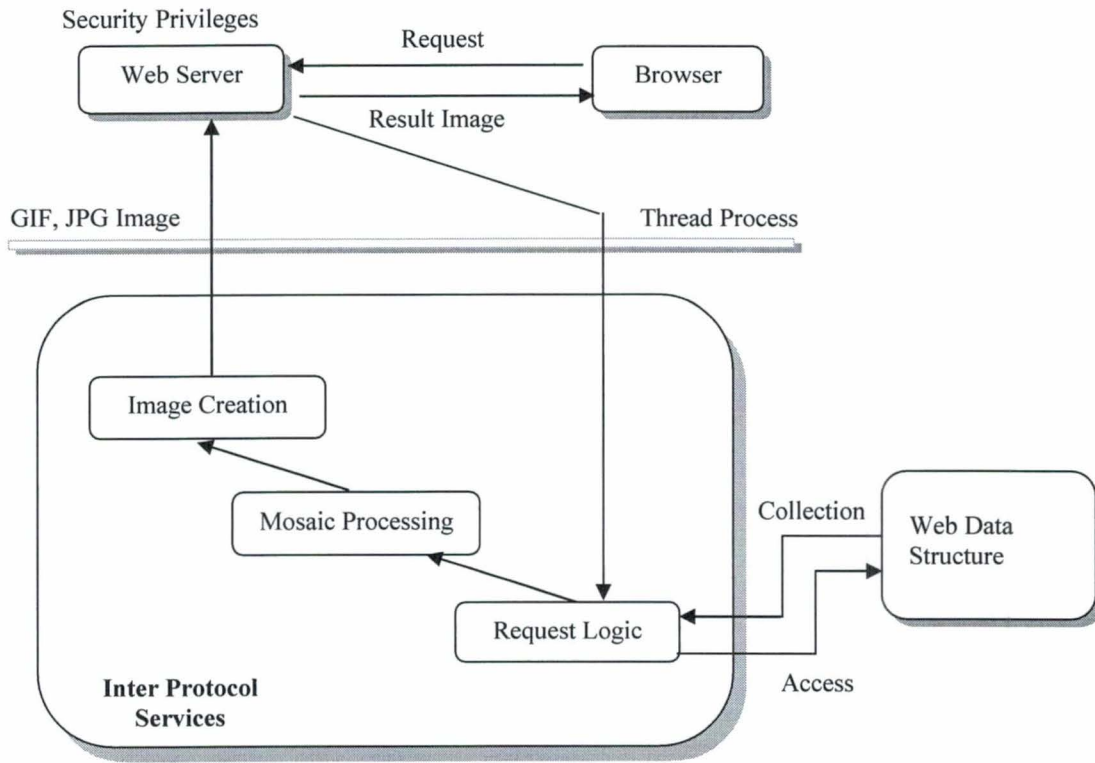 Security Privileges
Request
Web Server
Browser
Result Image
GIF, JPG Image
Thread Process
Image Creation
Mosaic Processing
Collection
Web Data
Structure
Request Logic
Access
Inter Protocol
Services